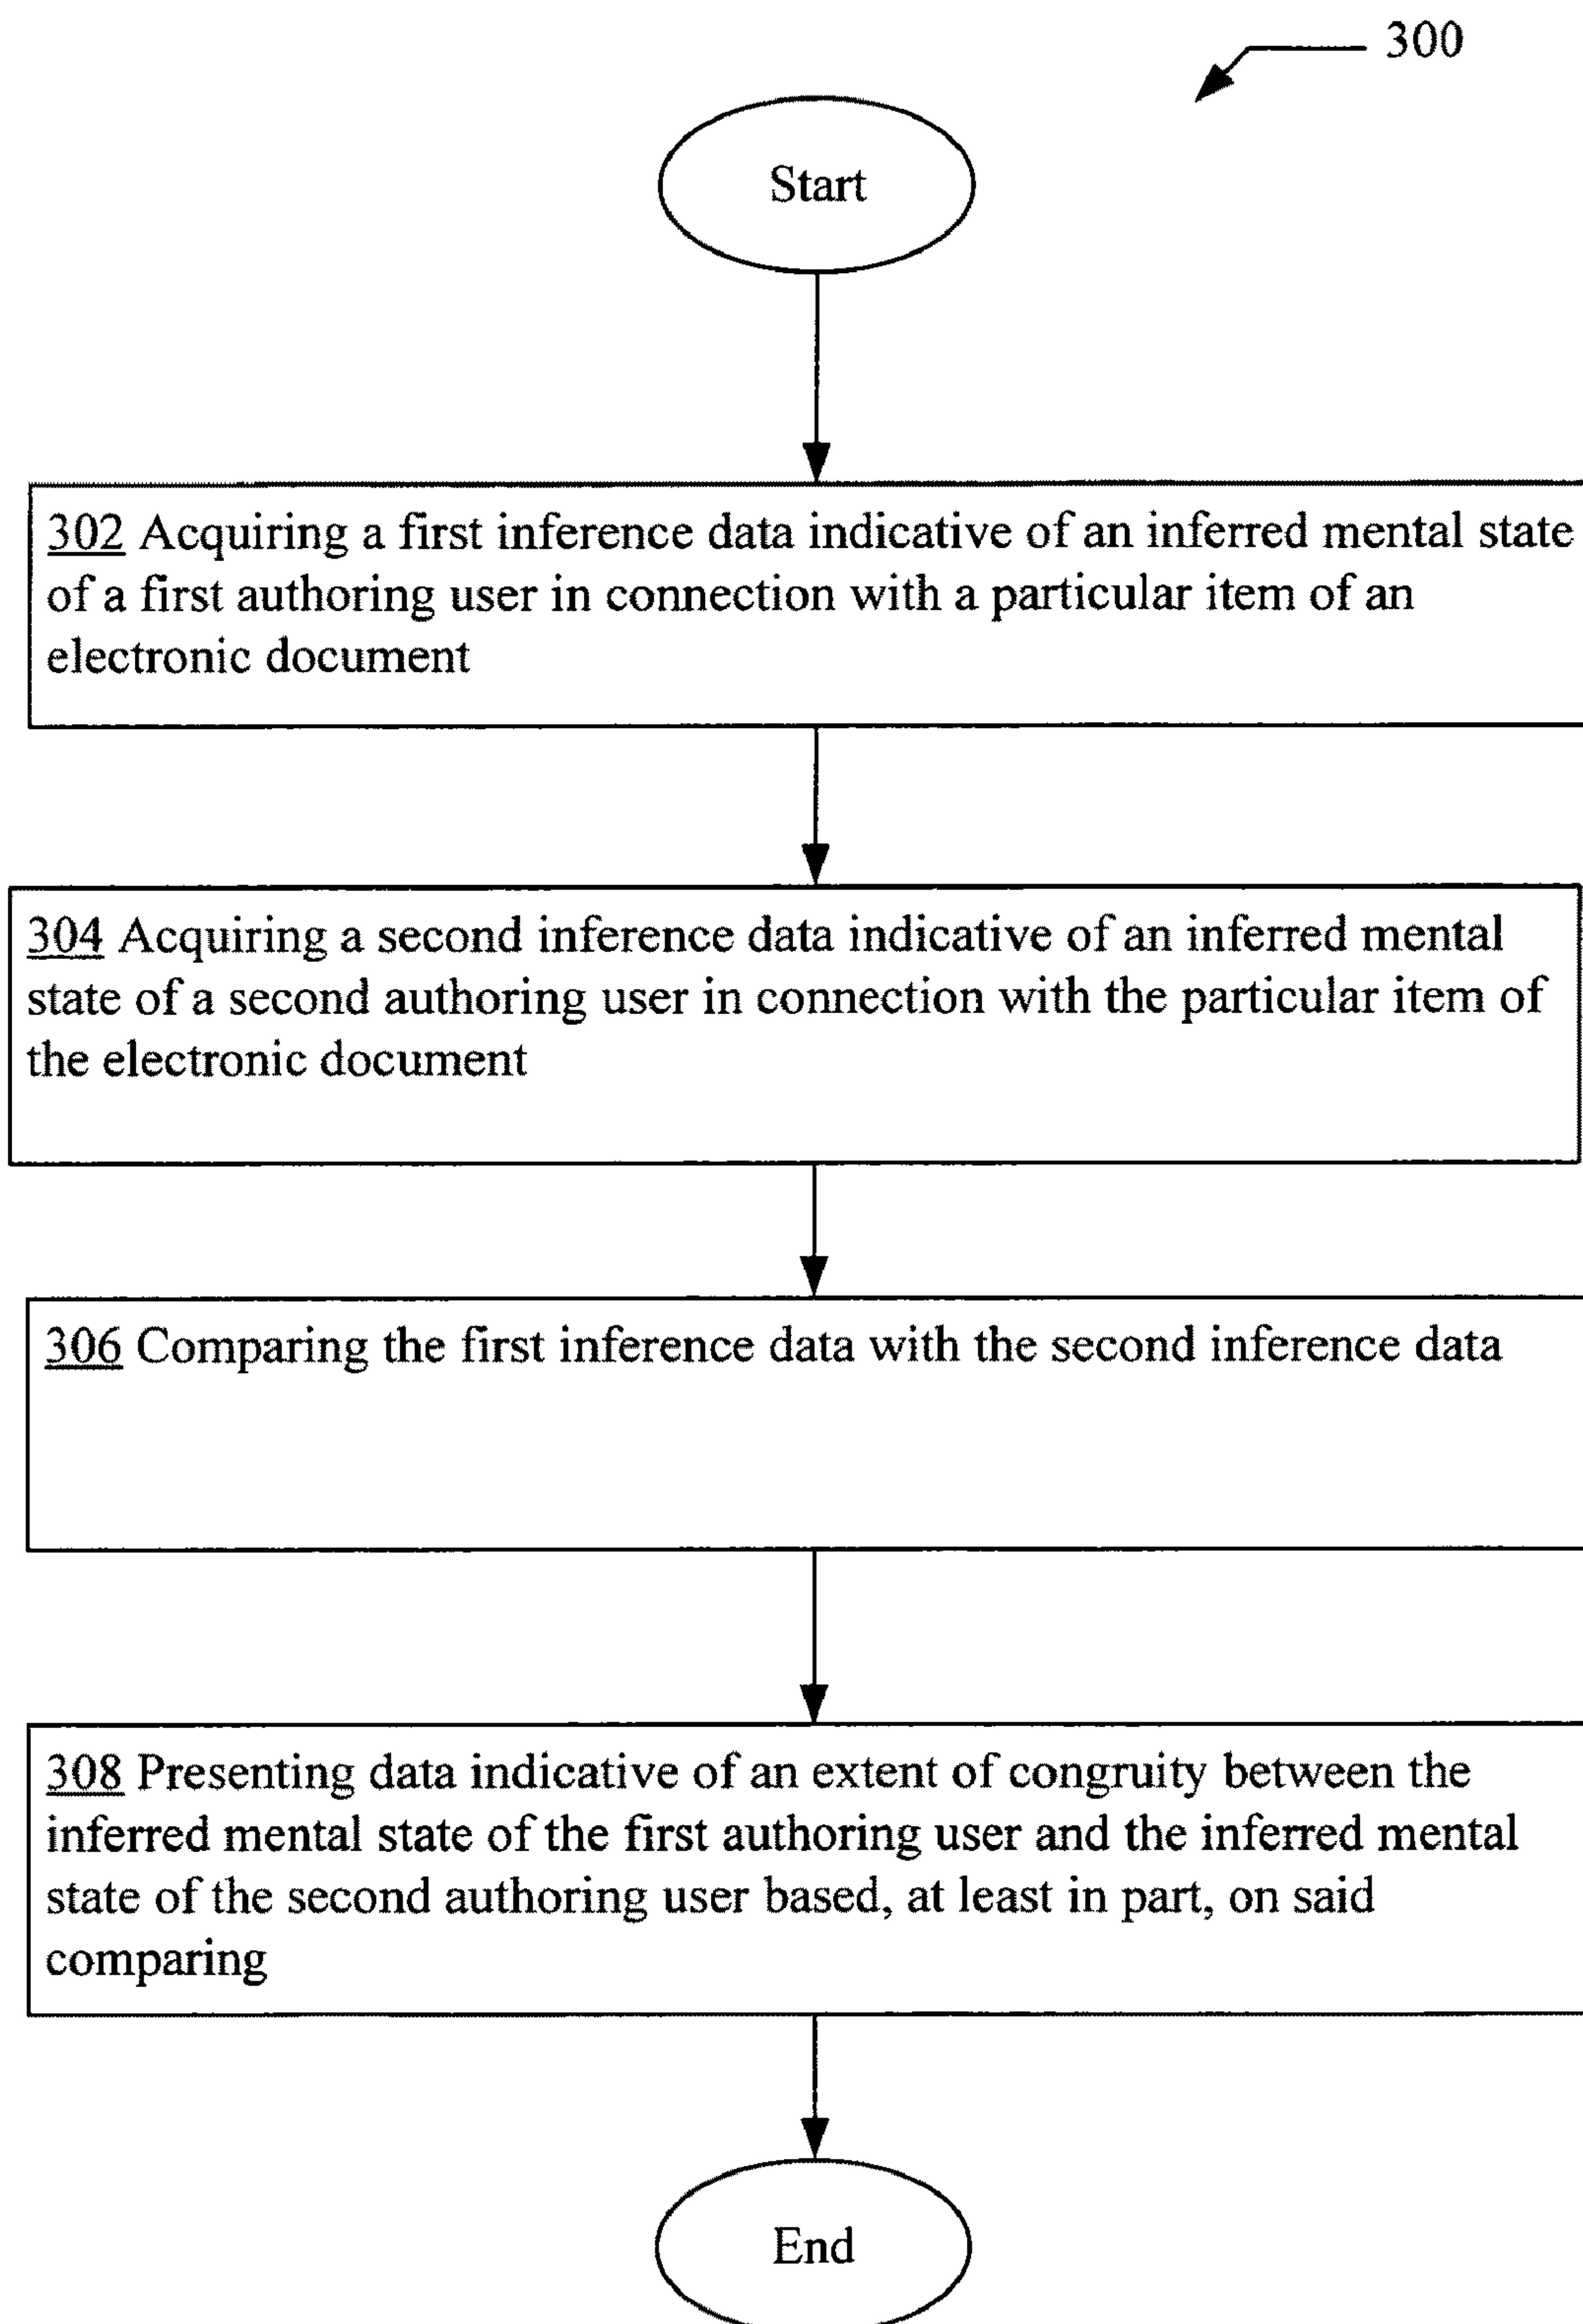 300
Start
302 Acquiring a first inference data indicative of an inferred mental state
of a first authoring user in connection with a particular item of an
electronic document
304 Acquiring a second inference data indicative of an inferred mental
state of a second authoring user in connection with the particular item of
the electronic document
306 Comparing the first inference data with the second inference data
308 Presenting data indicative of an extent of congruity between the
inferred mental state of the first authoring user and the inferred mental
state of the second authoring user based, at least in part, on said
comparing
End